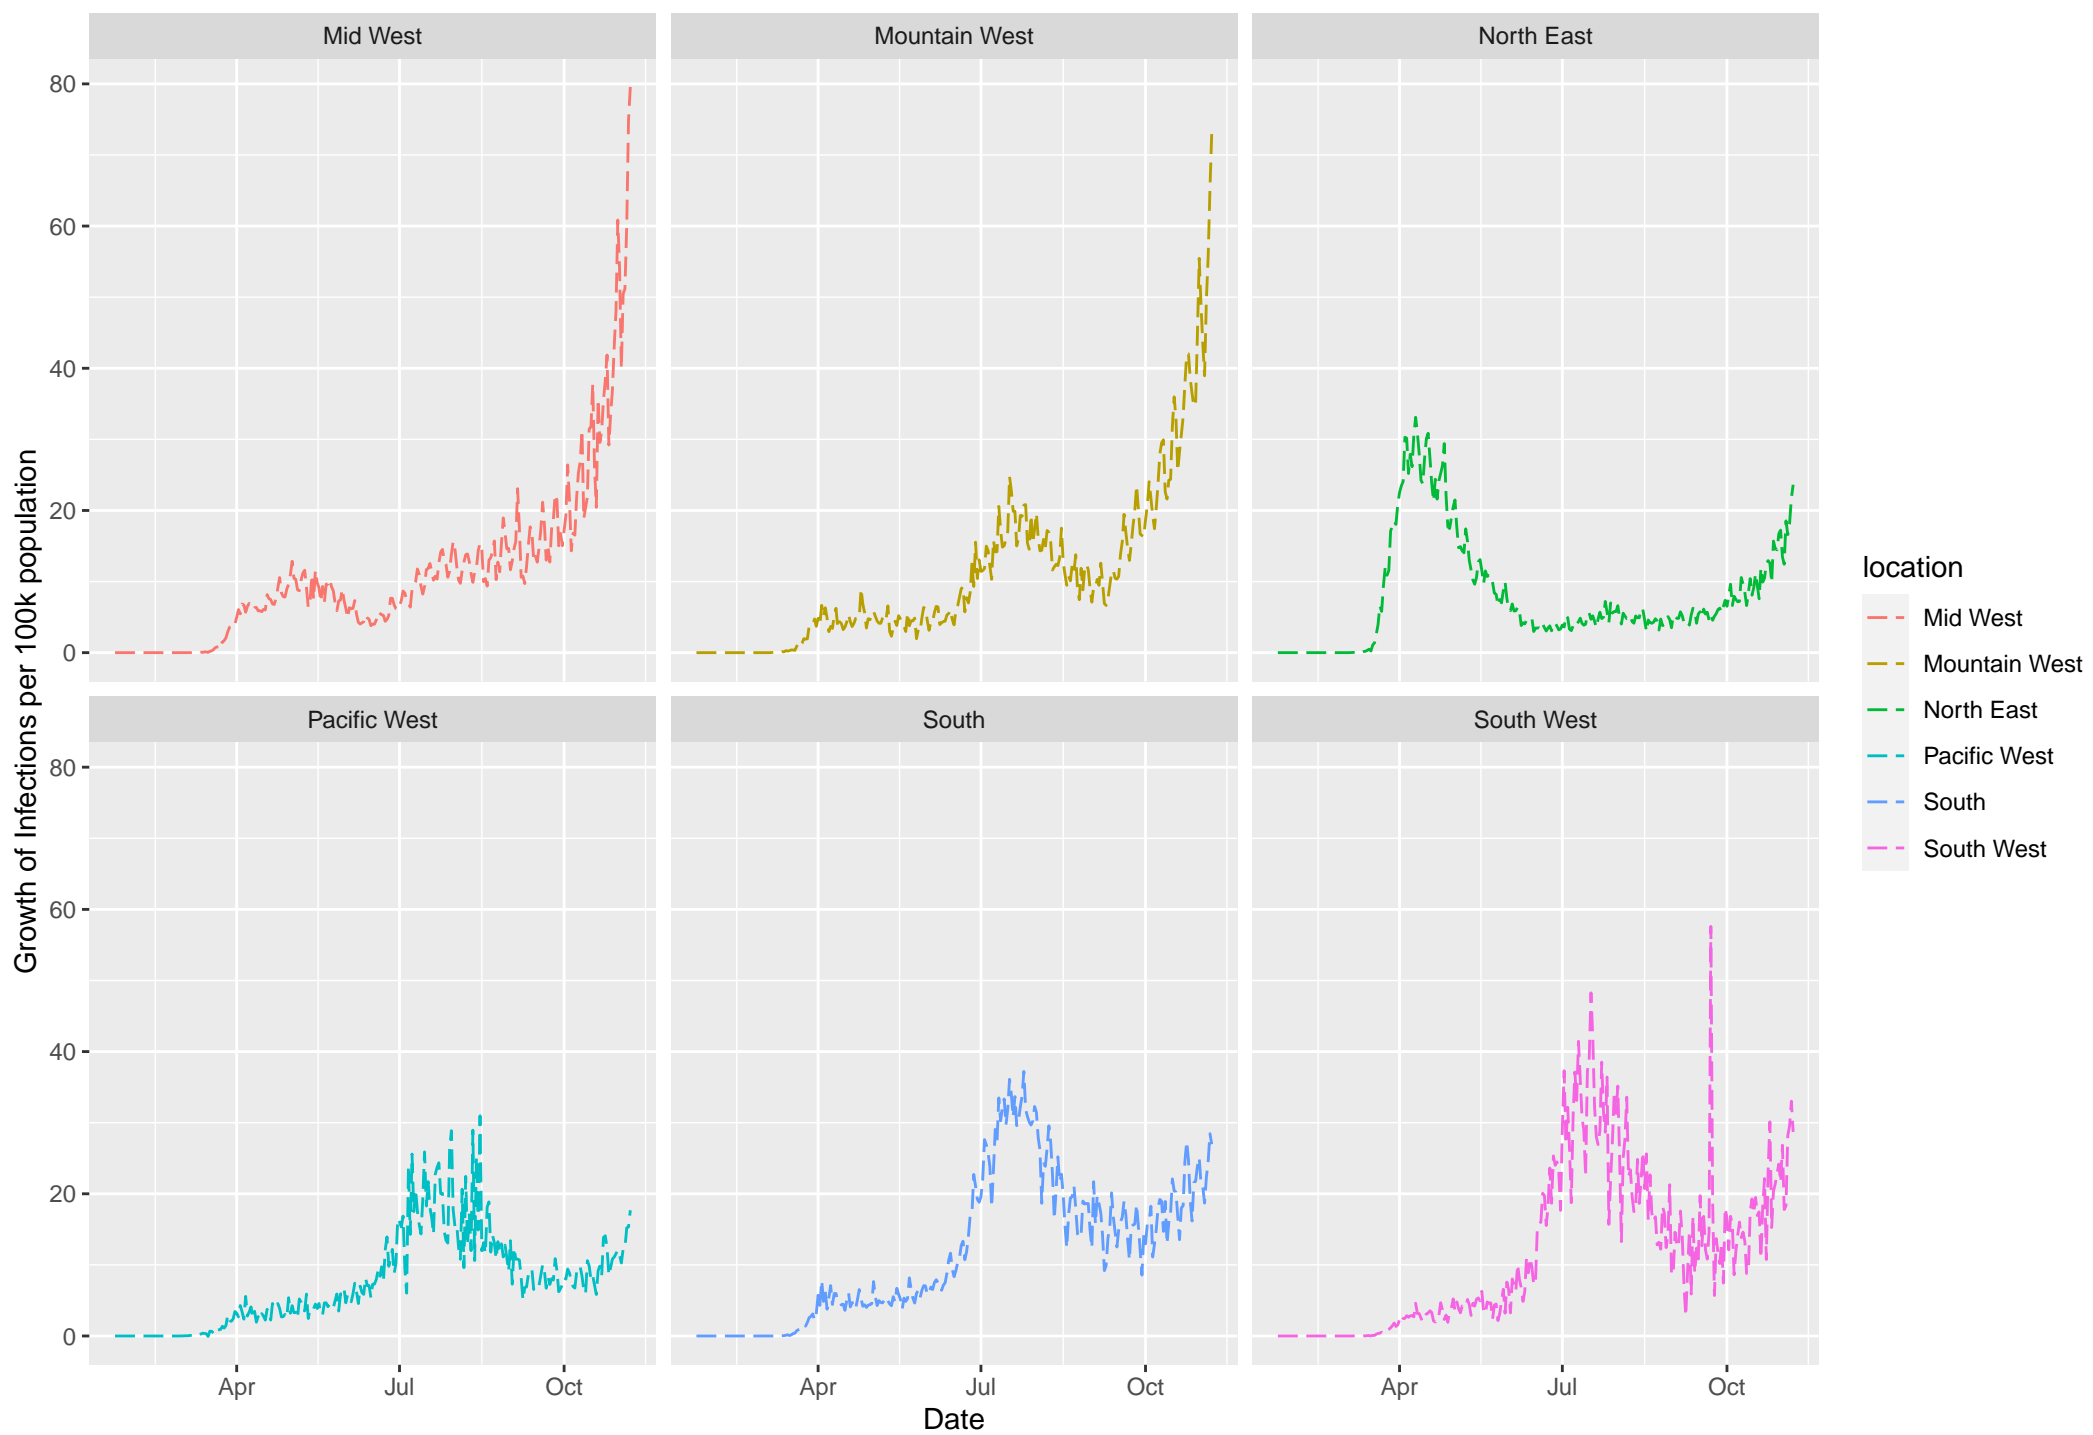 Mid West
Mountain West
North East
80
60
40
20
0
Growth of Infections per 100k population
Pacific West
South
South West
80
60
40
20
0
Apr
Jul
Oct
Apr
Jul
Oct
Apr
Jul
Oct
Date
location
Mid West
Mountain West
North East
Pacific West
South
South West